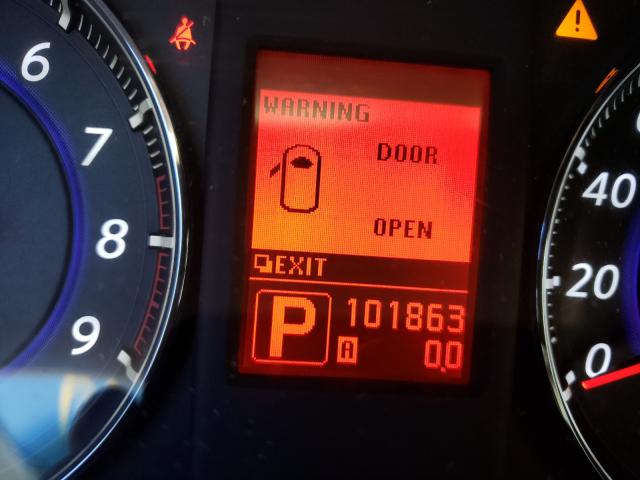 6
7
8
9
WARNING
DOOR
OPEN
EXIT
P
101863
A 0.0
40
20
0